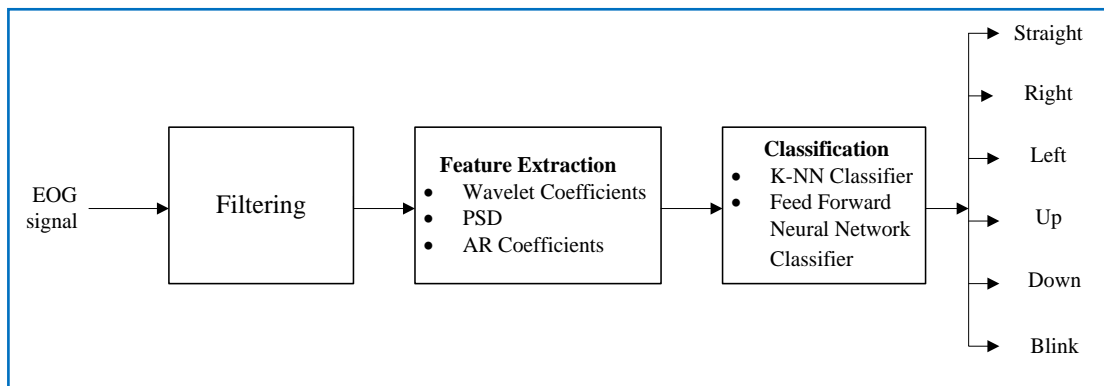 EOG
signal
Filtering
Feature Extraction
• Wavelet Coefficients
• PSD
• AR Coefficients
Classification
• K-NN Classifier
• Feed Forward
Neural Network
Classifier
Straight
Right
Left
Up
Down
Blink